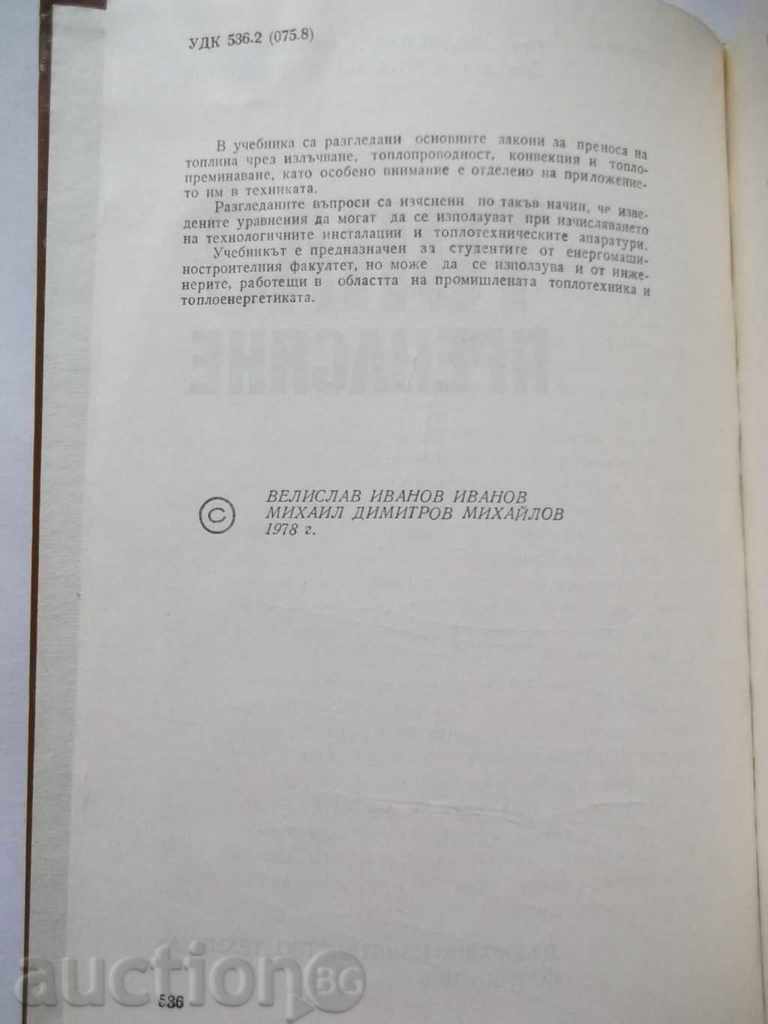 УДК 536.2 (075.8)
В учебника са разгледани основните закони за преноса на
топлина чрез излъчване, топлопроводност, конвекция и топло-
преминаване, като особено внимание е отделено на приложение-
то им в техниката.
Разгледаните въпроси са изяснени по такъв начин, че изве-
дените уравнения да могат да се използуват при изчисляването
на технологичните инсталации и топлотехническите апаратури.
Учебникът е предназначен за студентите от енергомаши-
ностроителния факултет, но може да се използува и от инже-
нерите, работещи в областта на промишлената топлотехника и
топлоенергетиката.
ПРЕНАСЯНЕ
© ВЕЛИСЛАВ ИВАНОВ ИВАНОВ
МИХАИЛ ДИМИТРОВ МИХАЙЛОВ
1978 г.
auction BG
536